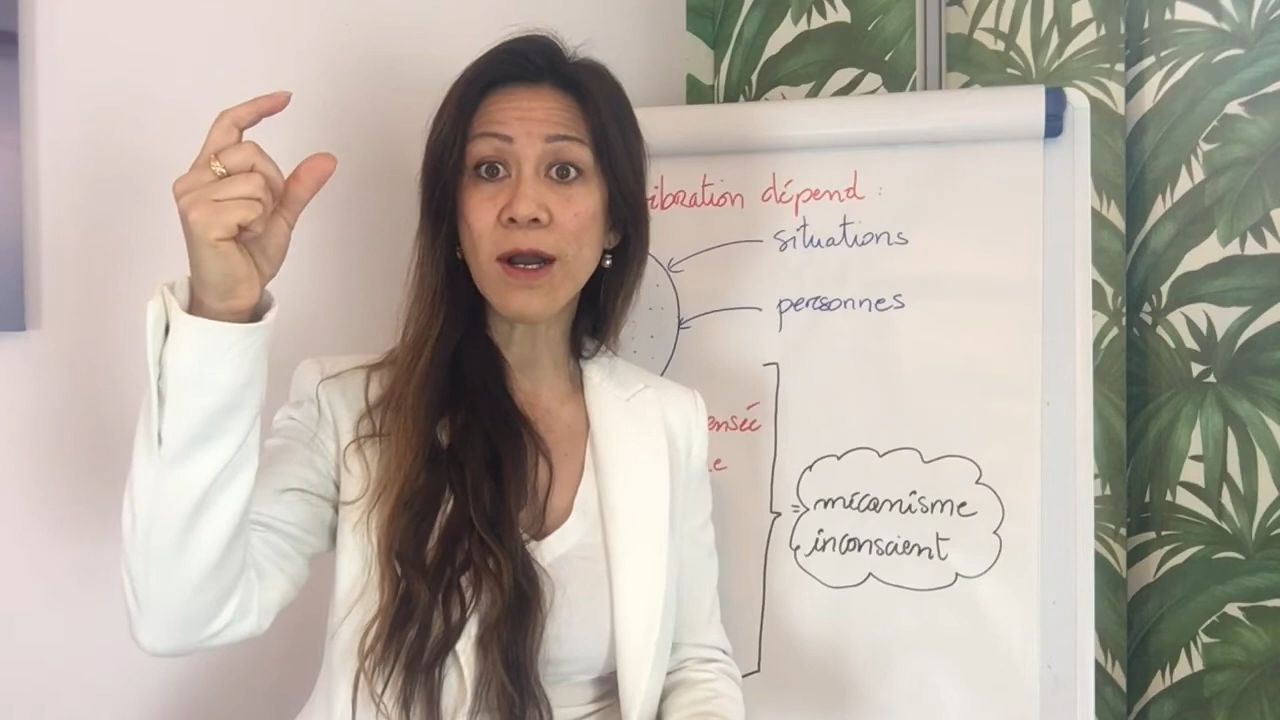 dépend :
situations
personnes
= mécanisme
inconscient